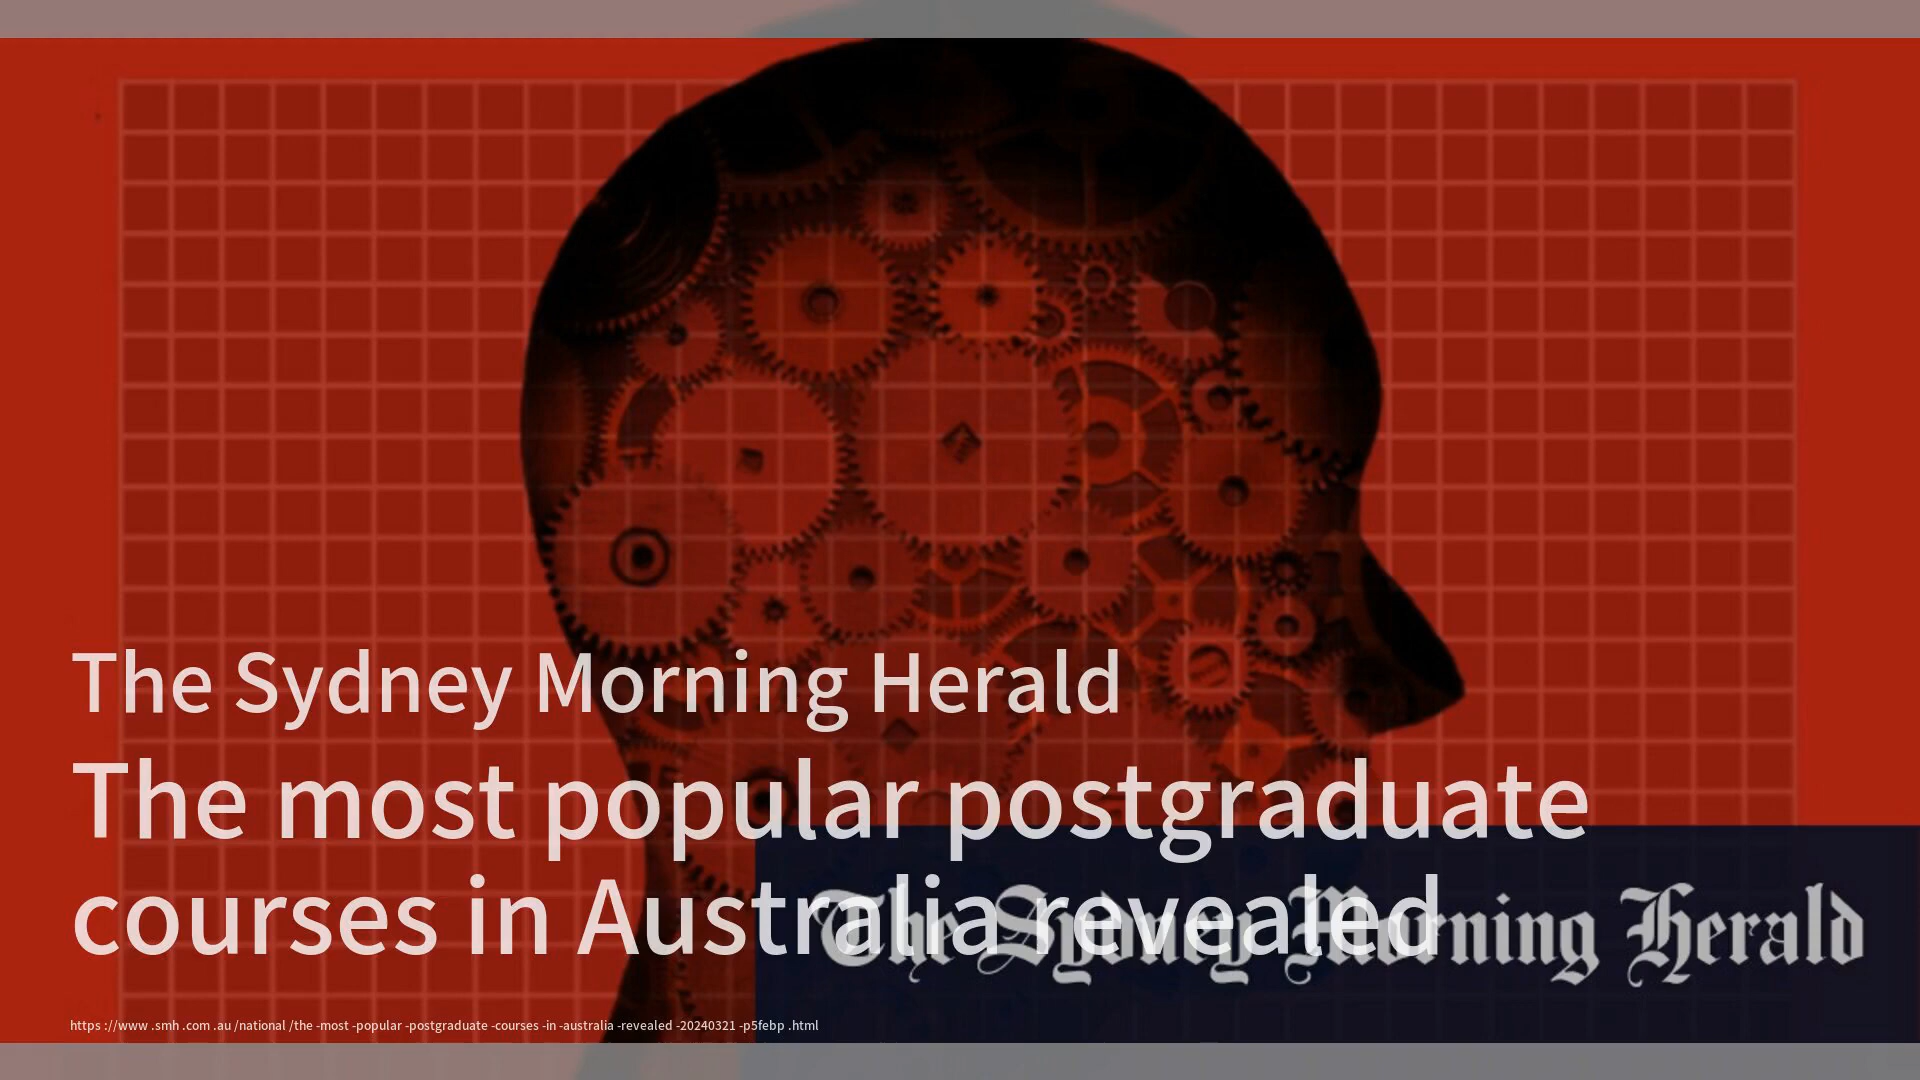 The Sydney Morning Herald
The most popular postgraduate
courses in Australia revealed
The Sydney Morning Herald
https ://www .smh .com .au /national /the -most -popular -postgraduate -courses -in -australia -revealed -20240321 -p5febp .html